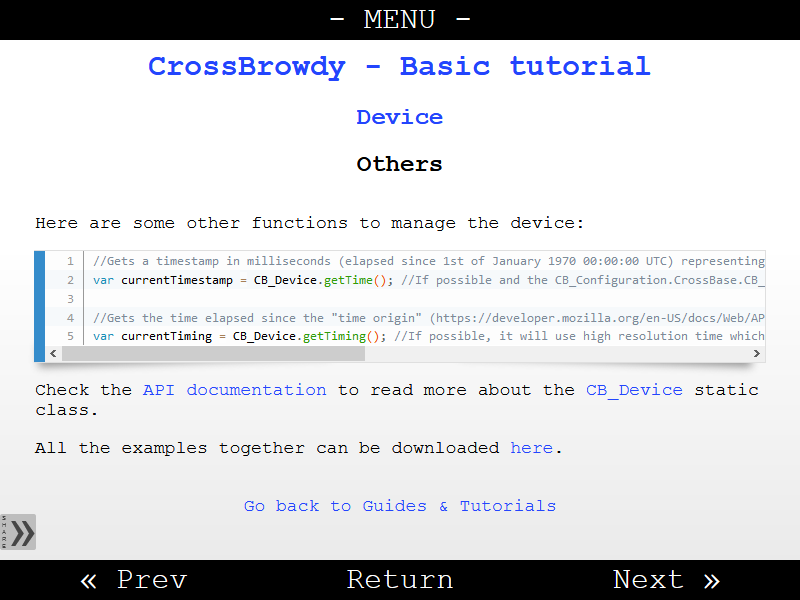 - MENU -
CrossBrowdy - Basic tutorial
Device
Others
Here are some other functions to manage the device:
1 //Gets a timestamp in milliseconds (elapsed since 1st of January 1970 00:00:00 UTC) representing
2 var currentTimestamp = CB_Device.getTime(); //If possible and the CB_Configuration.CrossBase.CB_
3
4 //Gets the time elapsed since the "time origin" (https://developer.mozilla.org/en-US/docs/Web/AP
5 var currentTiming = CB_Device.getTiming(); //If possible, it will use high resolution time which
Check the API documentation to read more about the CB_Device static
class.
All the examples together can be downloaded here.
Go back to Guides & Tutorials
SHARE »
« Prev Return Next »